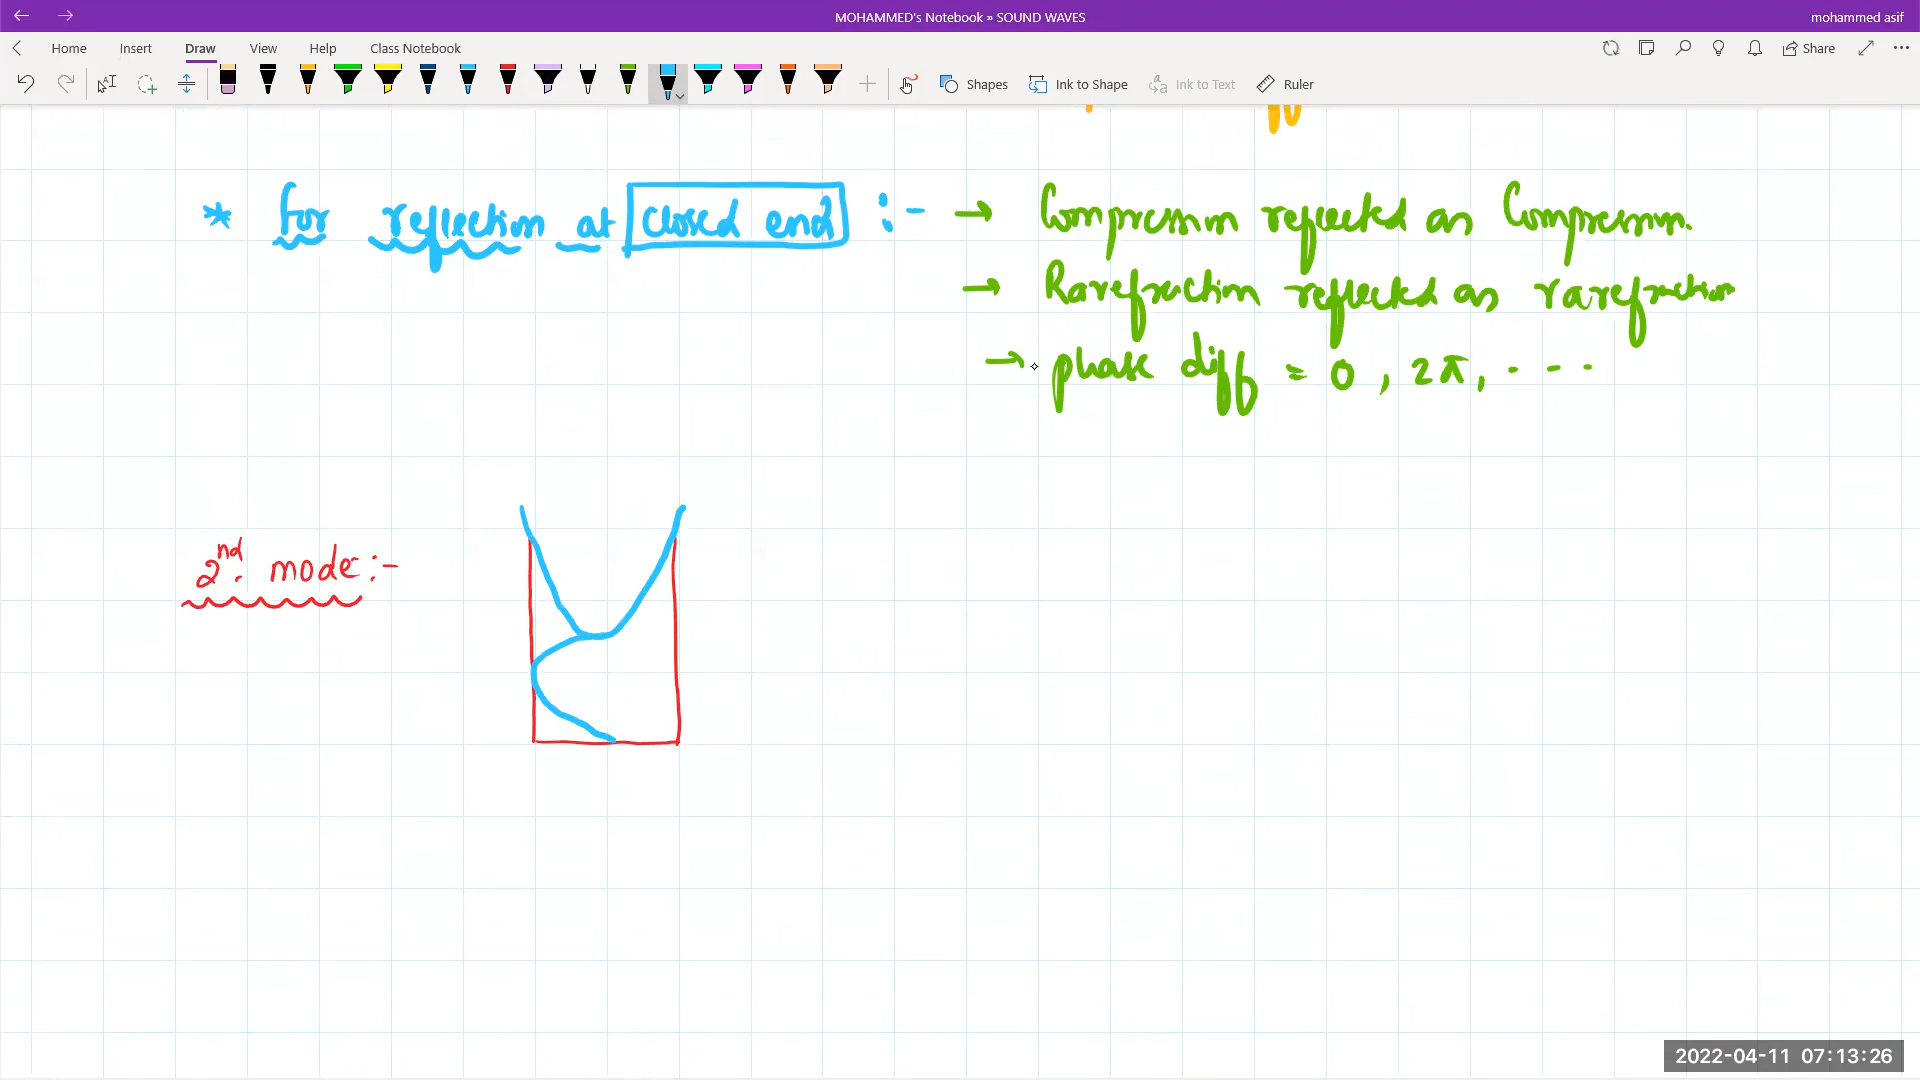 MOHAMMED's Notebook » SOUND WAVES
mohammed asif
Home Insert Draw View Help Class Notebook
Share
Shapes Ink to Shape Ink to Text Ruler
* for reflection at closed end :- → Compression reflected as Compression.
→ Rarefraction reflected as rarefraction
→ phase diff = 0, 2π, ....
2nd. mode:-
2022-04-11 07:13:26